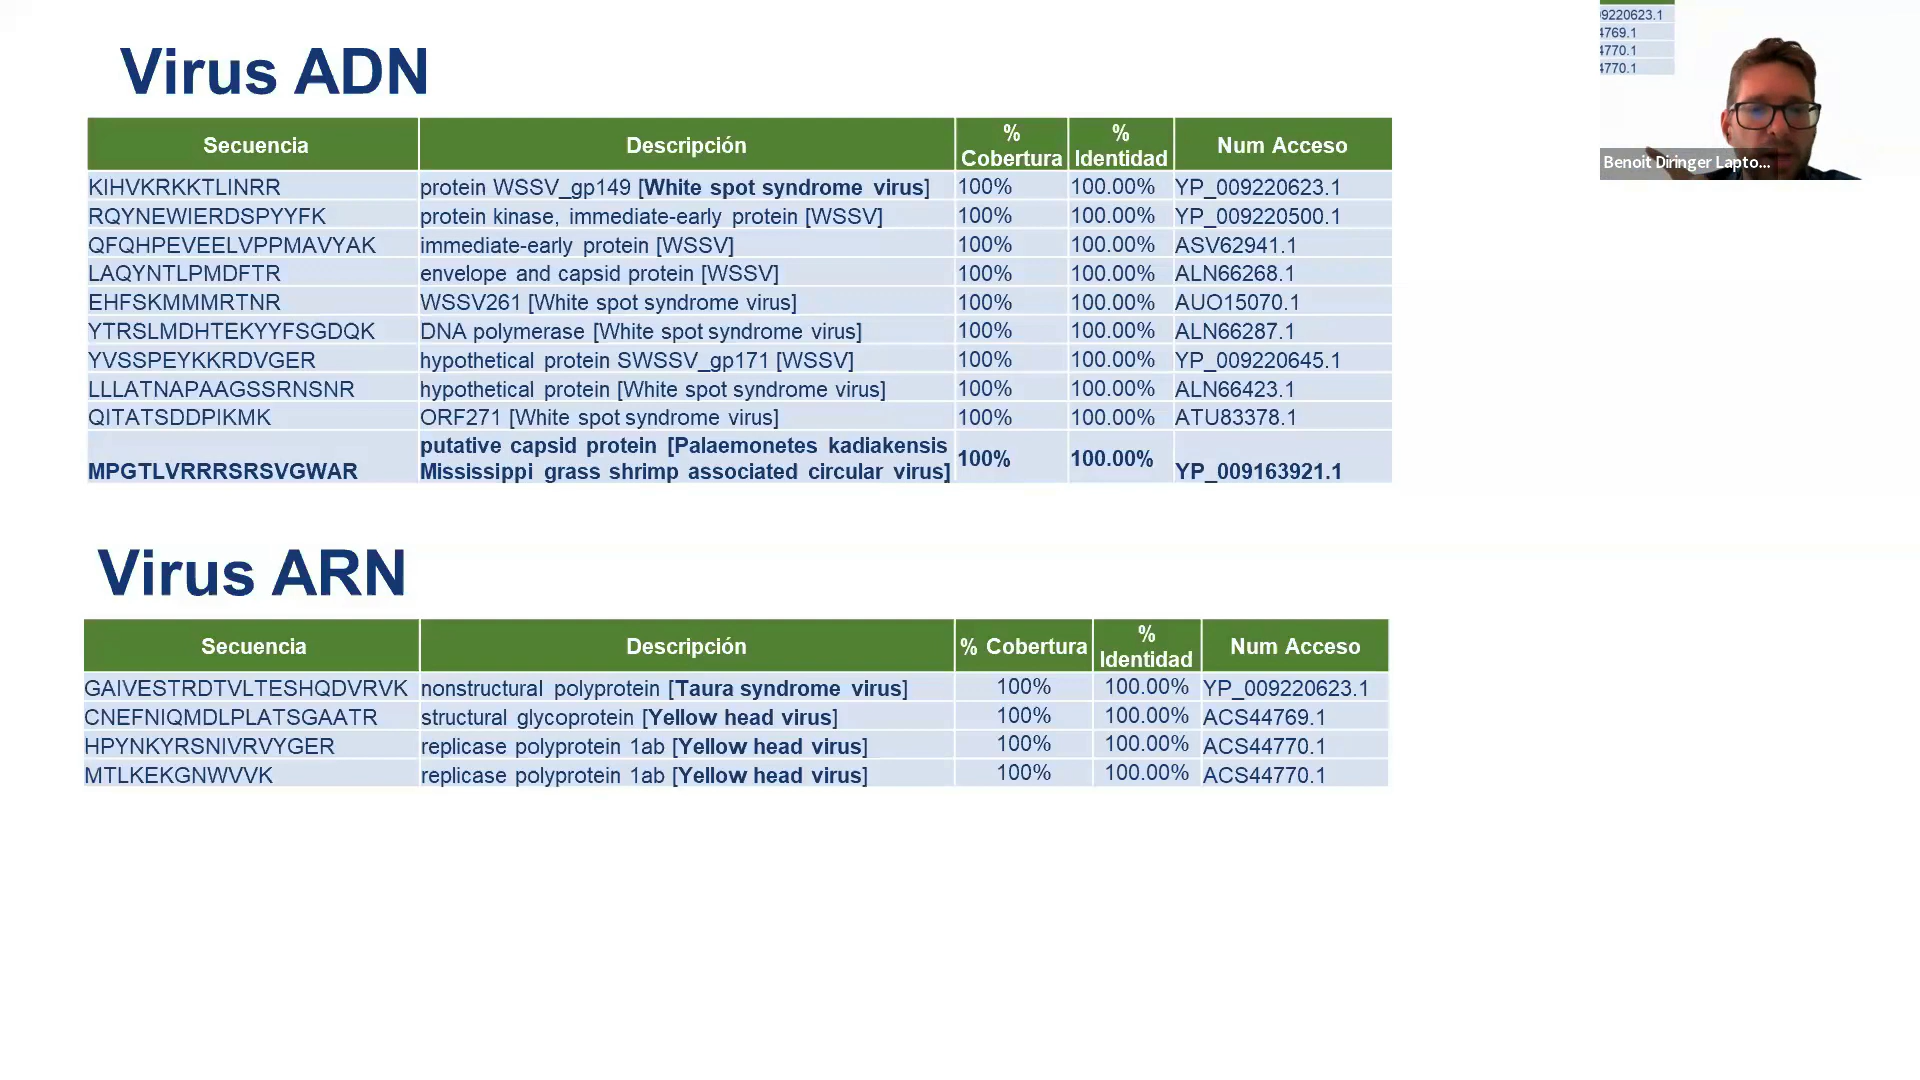 Virus ADN
Secuencia Descripción % Cobertura % Identidad Num Acceso
KIHVKRKKTLINRR protein WSSV_gp149 [White spot syndrome virus] 100% 100.00% YP_009220623.1
RQYNEWIERDSPYYFK protein kinase, immediate-early protein [WSSV] 100% 100.00% YP_009220500.1
QFQHPEVEELVPPMAVYAK immediate-early protein [WSSV] 100% 100.00% ASV62941.1
LAQYNTLPMDFTR envelope and capsid protein [WSSV] 100% 100.00% ALN66268.1
EHFSKMMMRTNR WSSV261 [White spot syndrome virus] 100% 100.00% AUO15070.1
YTRSLMDHTEKYYFSGDQK DNA polymerase [White spot syndrome virus] 100% 100.00% ALN66287.1
YVSSPEYKKRDVGER hypothetical protein SWSSV_gp171 [WSSV] 100% 100.00% YP_009220645.1
LLLATNAPAAGSSRNSNR hypothetical protein [White spot syndrome virus] 100% 100.00% ALN66423.1
QITATSDDPIKMK ORF271 [White spot syndrome virus] 100% 100.00% ATU83378.1
putative capsid protein [Palaemonetes kadiakensis
MPGTLVRRRSRSVGWAR Mississippi grass shrimp associated circular virus] 100% 100.00% YP_009163921.1
Virus ARN
Secuencia Descripción % Cobertura % Identidad Num Acceso
GAIVESTRDTVLTESHQDVRVK nonstructural polyprotein [Taura syndrome virus] 100% 100.00% YP_009220623.1
CNEFNIQMDLPLATSGAATR structural glycoprotein [Yellow head virus] 100% 100.00% ACS44769.1
HPYNKYRSNIVRVYGER replicase polyprotein 1ab [Yellow head virus] 100% 100.00% ACS44770.1
MTLKEKGNWVVK replicase polyprotein 1ab [Yellow head virus] 100% 100.00% ACS44770.1
09220623.1
4769.1
4770.1
4770.1
Benoit Diringer Lapto...